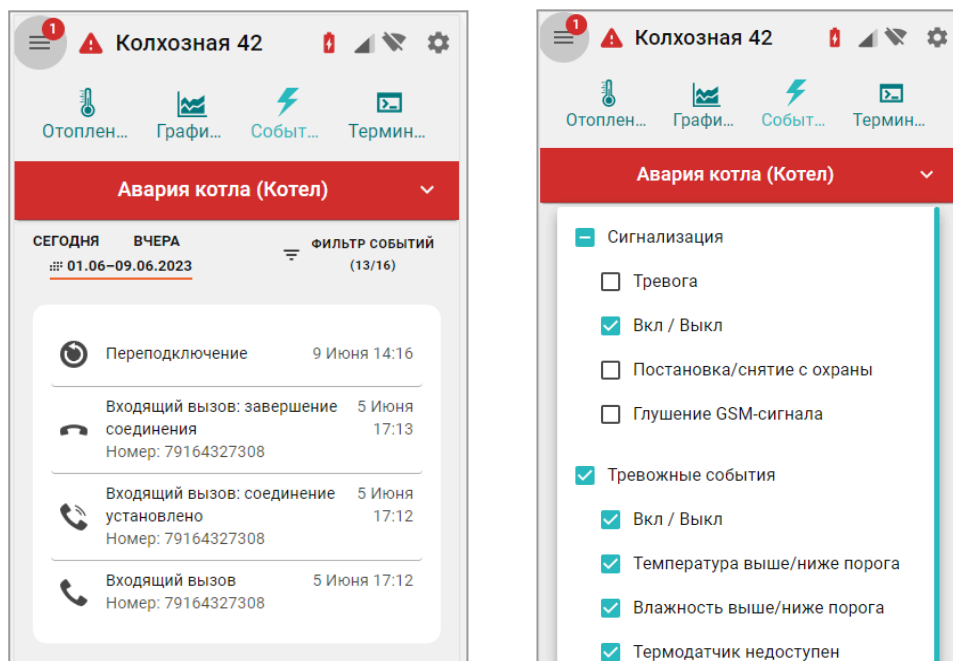 1
Колхозная 42
Отоплен...
Графи...
Событ...
Термин...
Авария котла (Котел)
СЕГОДНЯ
ВЧЕРА
01.06–09.06.2023
ФИЛЬТР СОБЫТИЙ
(13/16)
Переподключение
9 Июня 14:16
Входящий вызов: завершение
соединения
Номер: 79164327308
5 Июня
17:13
Входящий вызов: соединение
установлено
Номер: 79164327308
5 Июня
17:12
Входящий вызов
Номер: 79164327308
5 Июня 17:12
1
Колхозная 42
Отоплен...
Графи...
Событ...
Термин...
Авария котла (Котел)
Сигнализация
Тревога
Вкл / Выкл
Постановка/снятие с охраны
Глушение GSM-сигнала
Тревожные события
Вкл / Выкл
Температура выше/ниже порога
Влажность выше/ниже порога
Термодатчик недоступен